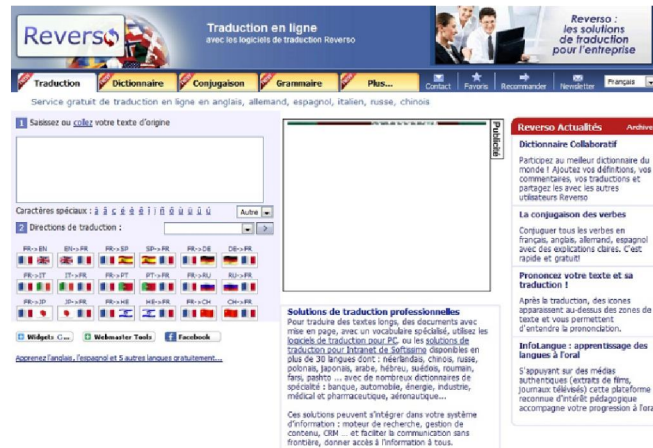 Reverso
Traduction en ligne
avec les logiciels de traduction Reverso
Reverso :
les solutions
de traduction
pour l'entreprise
Traduction
Dictionnaire
Conjugaison
Grammaire
Plus...
Contact
Favoris
Recommander
Newsletter
Français
Service gratuit de traduction en ligne en anglais, allemand, espagnol, italien, russe, chinois
1 Saisissez ou collez votre texte d'origine
Caractères spéciaux :
Autre
2 Directions de traduction :
>
FR->EN EN->FR FR->SP SP->FR FR->DE DE->FR
FR->IT IT->FR FR->PT PT->FR FR->RU RU->FR
FR->JP JP->FR FR->HE HE->FR FR->CH CH->FR
Widgets G... Webmaster Tools Facebook
Apprenez l'anglais, l'espagnol et 5 autres langues gratuitement...
Publicité
Solutions de traduction professionnelles
Pour traduire des textes longs, des documents avec
mise en page, avec un vocabulaire spécialisé, utilisez les
logiciels de traduction pour PC, ou les solutions de
traduction pour Intranet de Softissimo disponibles en
plus de 30 langues dont : néerlandais, chinois, russe,
polonais, japonais, arabe, hébreu, suédois, roumain,
farsi, pashto ... avec de nombreux dictionnaires de
spécialité : banque, automobile, énergie, industrie,
médical et pharmaceutique, aéronautique...
Ces solutions peuvent s'intégrer dans votre système
d'information : moteur de recherche, gestion de
contenu, CRM ... et faciliter la communication sans
frontière, donner accès à l'information à tous.
Reverso Actualités Archive
Dictionnaire Collaboratif
Participez au meilleur dictionnaire du
monde ! Ajoutez vos définitions, vos
commentaires, vos traductions et
partagez les avec les autres
utilisateurs Reverso
La conjugaison des verbes
Conjuguer tous les verbes en
français, anglais, allemand, espagnol
avec des explications claires. C'est
rapide et gratuit!
Prononcez votre texte et sa
traduction !
Après la traduction, des icones
apparaissent au-dessus des zones de
texte et vous permettent
d'entendre la prononciation.
InfoLangue : apprentissage des
langues à l'oral
S'appuyant sur des médias
authentiques (extraits de films,
journaux télévisés) cette plateforme
reconnue d'intérêt pédagogique
accompagne votre progression à l'ora